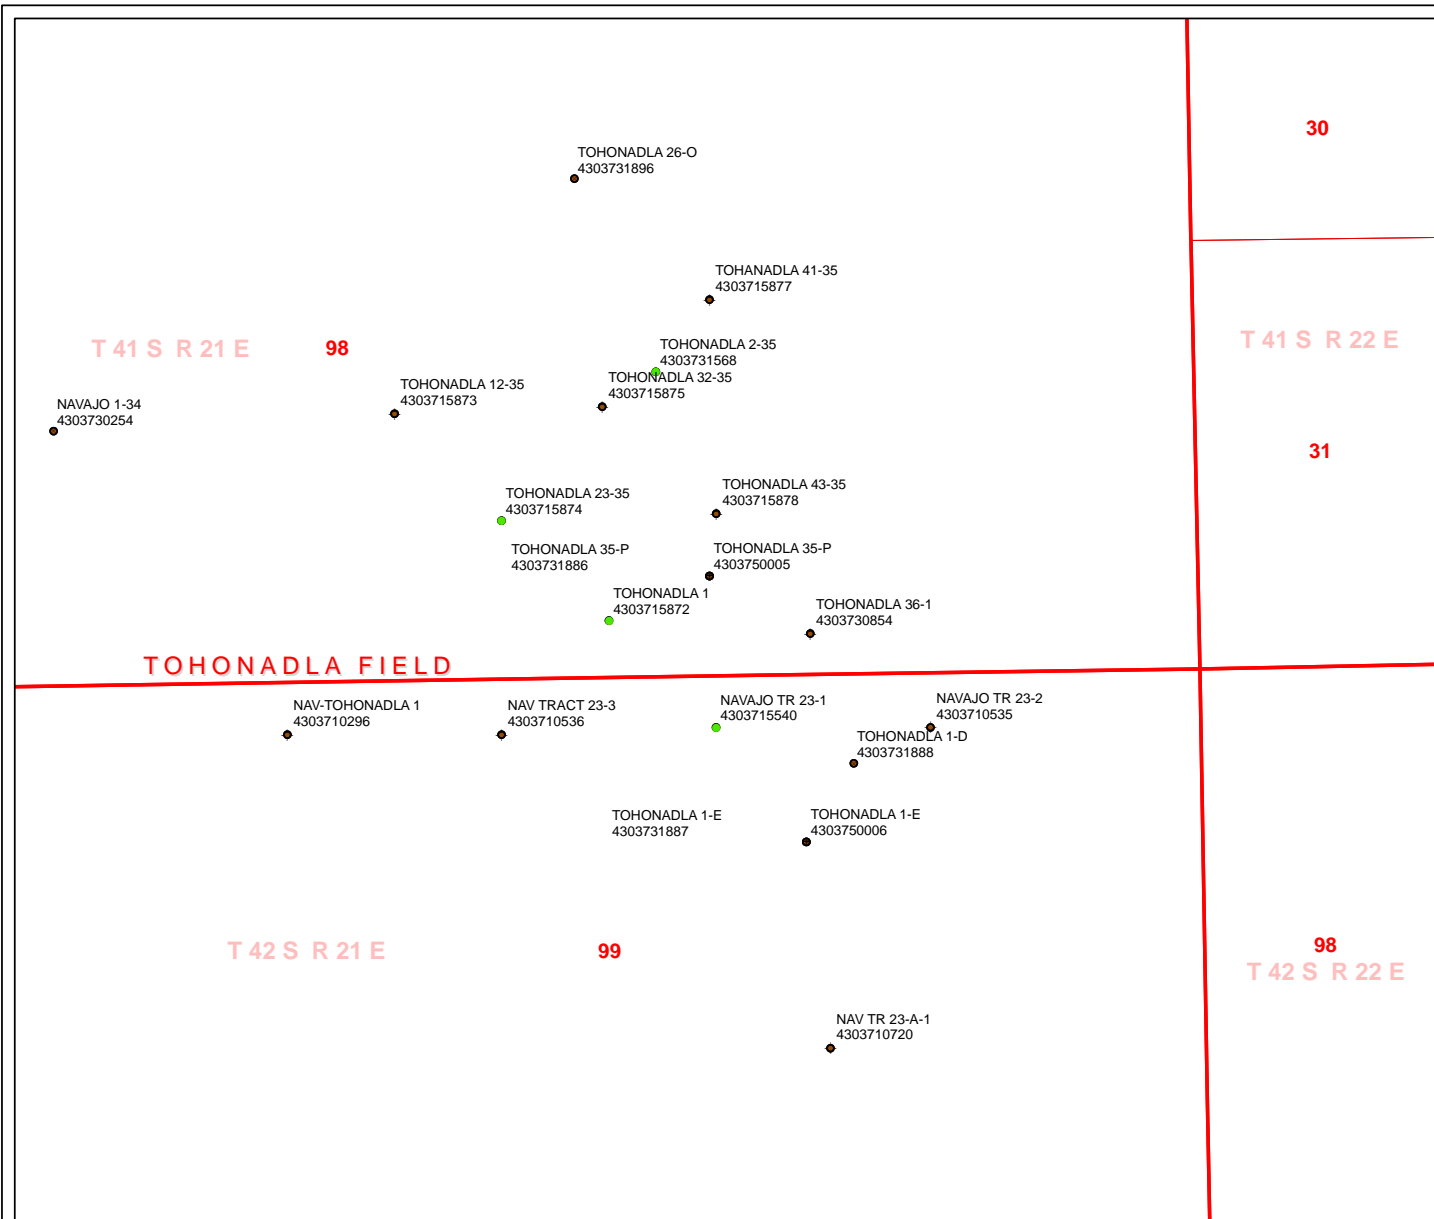 30
TOHONADLA 26-O
4303731896
TOHANADLA 41-35
4303715877
T 41 S R 21 E
98
TOHONADLA 2-35
4303731568
T 41 S R 22 E
TOHONADLA 12-35
4303715873
TOHONADLA 32-35
4303715875
NAVAJO 1-34
4303730254
31
TOHONADLA 23-35
4303715874
TOHONADLA 43-35
4303715878
TOHONADLA 35-P
4303731886
TOHONADLA 35-P
4303750005
TOHONADLA 1
4303715872
TOHONADLA 36-1
4303730854
TOHONADLA FIELD
NAV-TOHONADLA 1
4303710296
NAV TRACT 23-3
4303710536
NAVAJO TR 23-1
4303715540
NAVAJO TR 23-2
4303710535
TOHONADLA 1-D
4303731888
TOHONADLA 1-E
4303731887
TOHONADLA 1-E
4303750006
T 42 S R 21 E
99
98
T 42 S R 22 E
NAV TR 23-A-1
4303710720